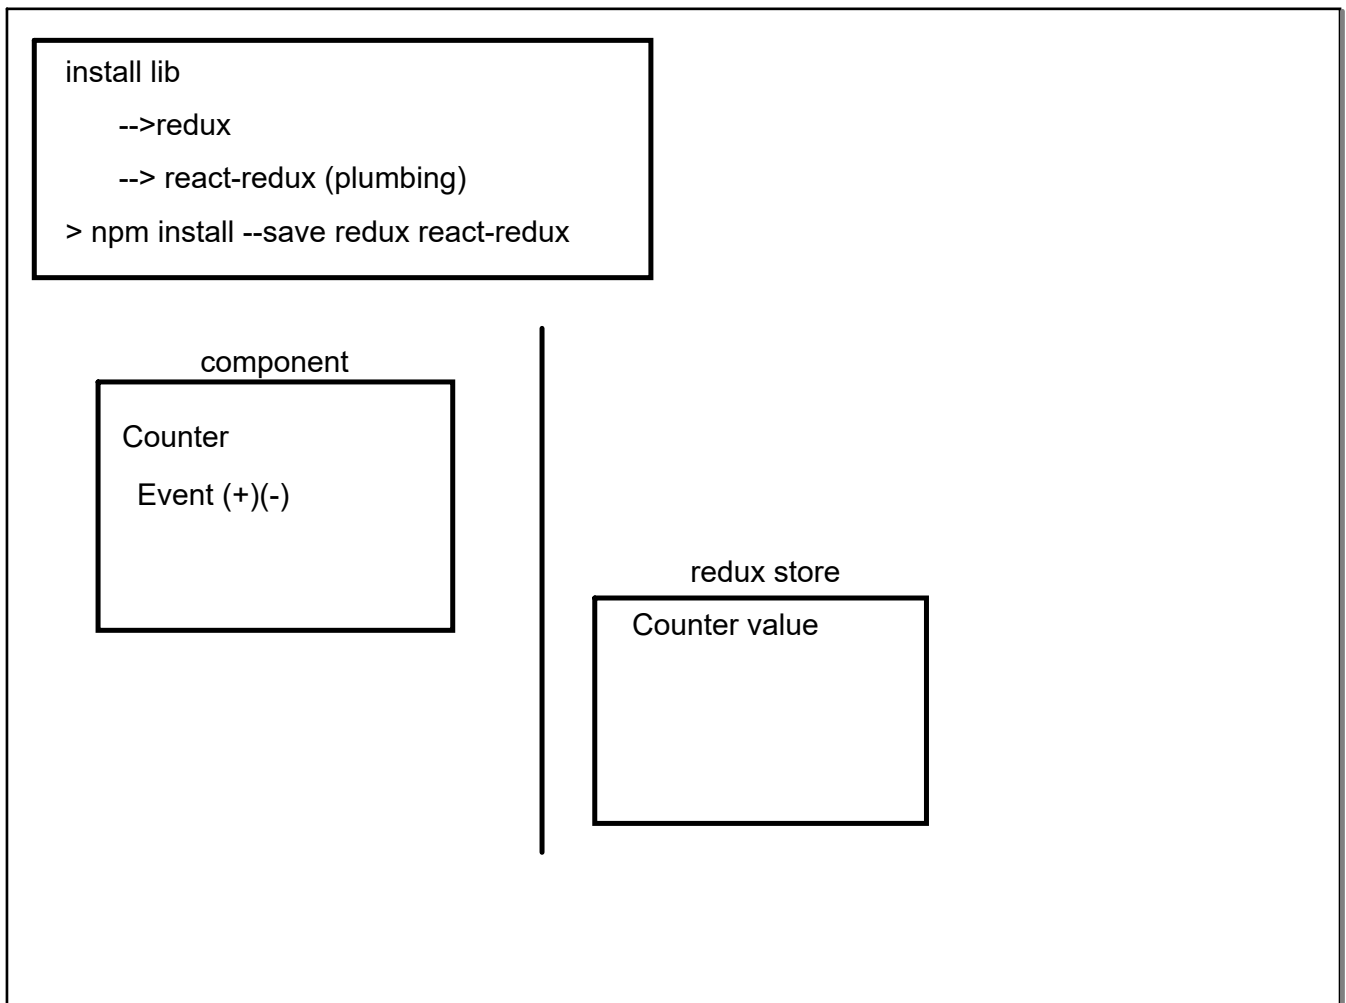 install lib
-->redux
--> react-redux (plumbing)
> npm install --save redux react-redux
component
Counter
Event (+)(-)
redux store
Counter value